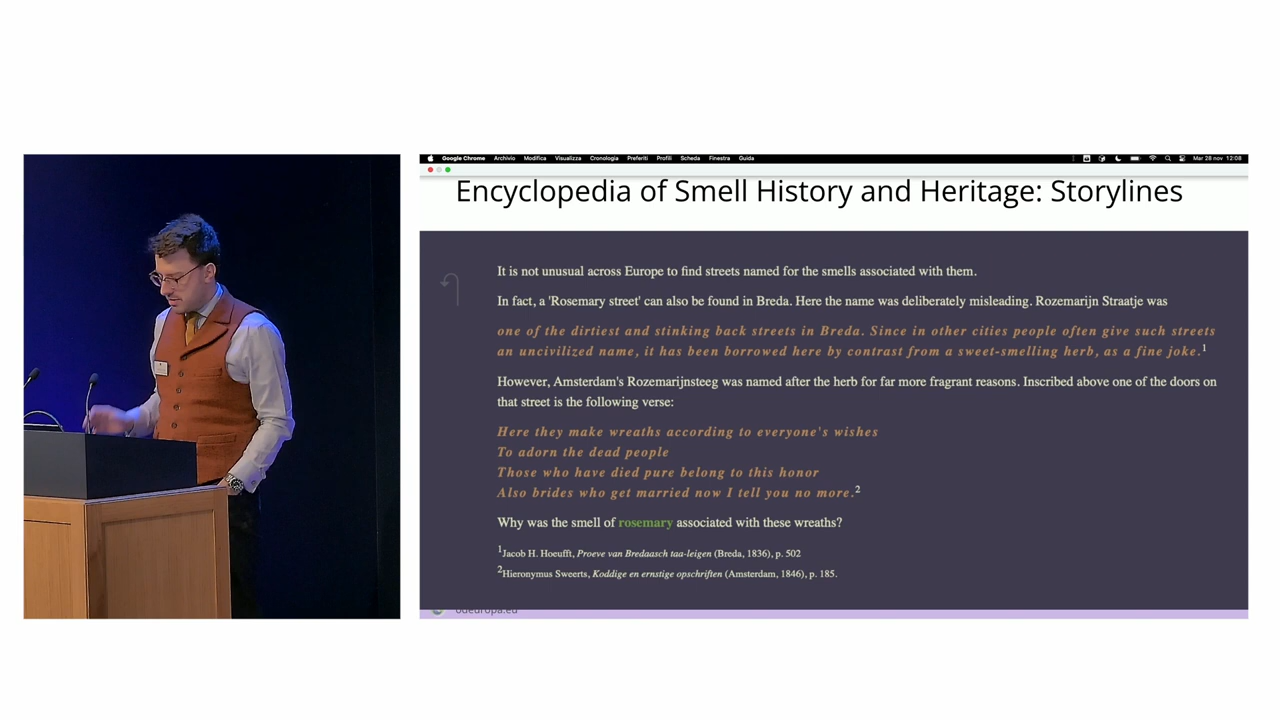 Google Chrome Archivio Modifica Visualizza Cronologia Preferiti Profili Scheda Finestra Guida Mar 28 nov 12:08
Encyclopedia of Smell History and Heritage: Storylines
It is not unusual across Europe to find streets named for the smells associated with them.
In fact, a 'Rosemary street' can also be found in Breda. Here the name was deliberately misleading. Rozemarijn Straatje was
one of the dirtiest and stinking back streets in Breda. Since in other cities people often give such streets
an uncivilized name, it has been borrowed here by contrast from a sweet-smelling herb, as a fine joke.1
However, Amsterdam's Rozemarijnsteeg was named after the herb for far more fragrant reasons. Inscribed above one of the doors on
that street is the following verse:
Here they make wreaths according to everyone's wishes
To adorn the dead people
Those who have died pure belong to this honor
Also brides who get married now I tell you no more.2
Why was the smell of rosemary associated with these wreaths?
1Jacob H. Hoeufft, Proeve van Bredaasch taa-leigen (Breda, 1836), p. 502
2Hieronymus Sweerts, Koddige en ernstige opschriften (Amsterdam, 1846), p. 185.
odeuropa.eu